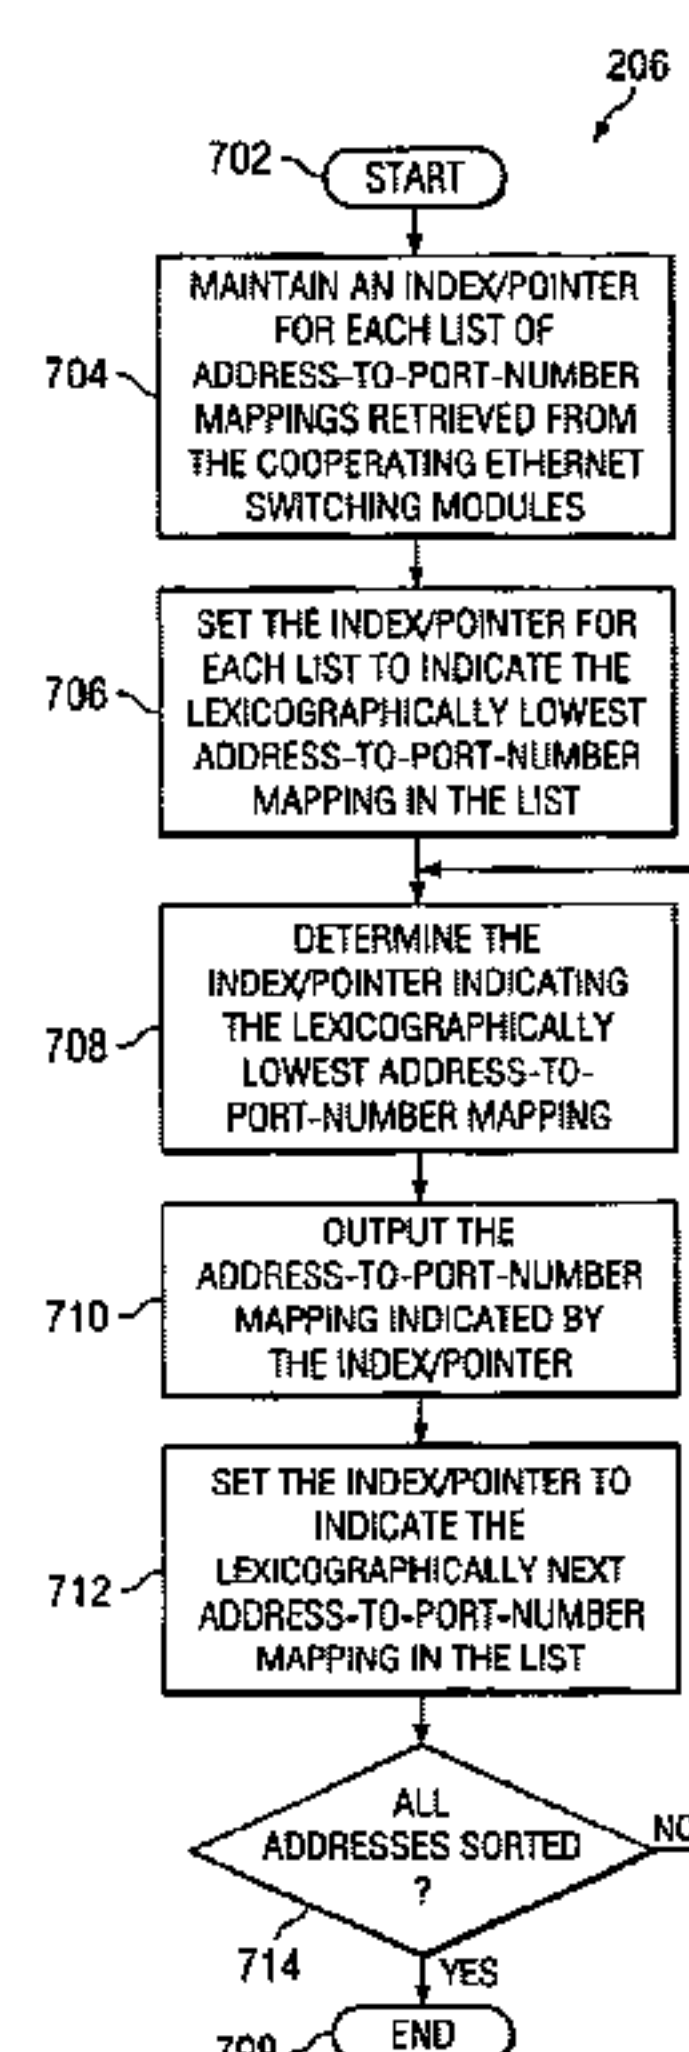 206
702
START
704
MAINTAIN AN INDEX/POINTER
FOR EACH LIST OF
ADDRESS-TO-PORT-NUMBER
MAPPINGS RETRIEVED FROM
THE COOPERATING ETHERNET
SWITCHING MODULES
706
SET THE INDEX/POINTER FOR
EACH LIST TO INDICATE THE
LEXICOGRAPHICALLY LOWEST
ADDRESS-TO-PORT-NUMBER
MAPPING IN THE LIST
708
DETERMINE THE
INDEX/POINTER INDICATING
THE LEXICOGRAPHICALLY
LOWEST ADDRESS-TO-
PORT-NUMBER MAPPING
710
OUTPUT THE
ADDRESS-TO-PORT-NUMBER
MAPPING INDICATED BY
THE INDEX/POINTER
712
SET THE INDEX/POINTER TO
INDICATE THE
LEXICOGRAPHICALLY NEXT
ADDRESS-TO-PORT-NUMBER
MAPPING IN THE LIST
ALL
ADDRESSES SORTED
?
NO
714
YES
END